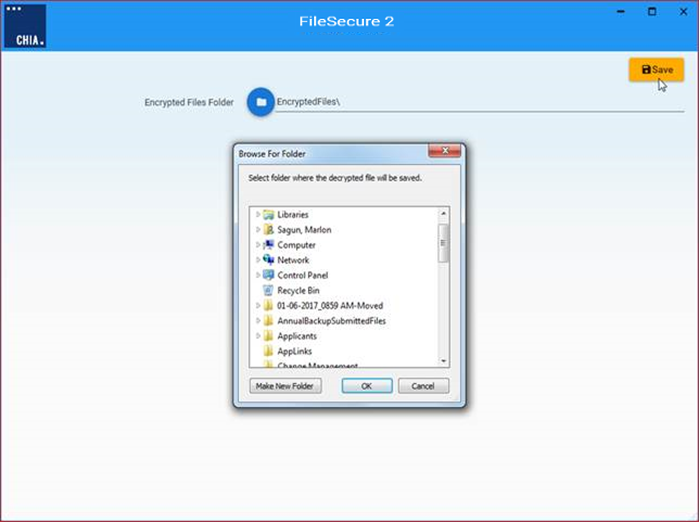 FileSecure 2
CHIA.
Save
Encrypted Files Folder
EncryptedFiles\
Browse For Folder
Select folder where the decrypted file will be saved.
Libraries
Sagun, Marlon
Computer
Network
Control Panel
Recycle Bin
01-06-2017_0859 AM-Moved
AnnualBackupSubmittedFiles
Applicants
AppLinks
Change Management
Make New Folder
OK
Cancel